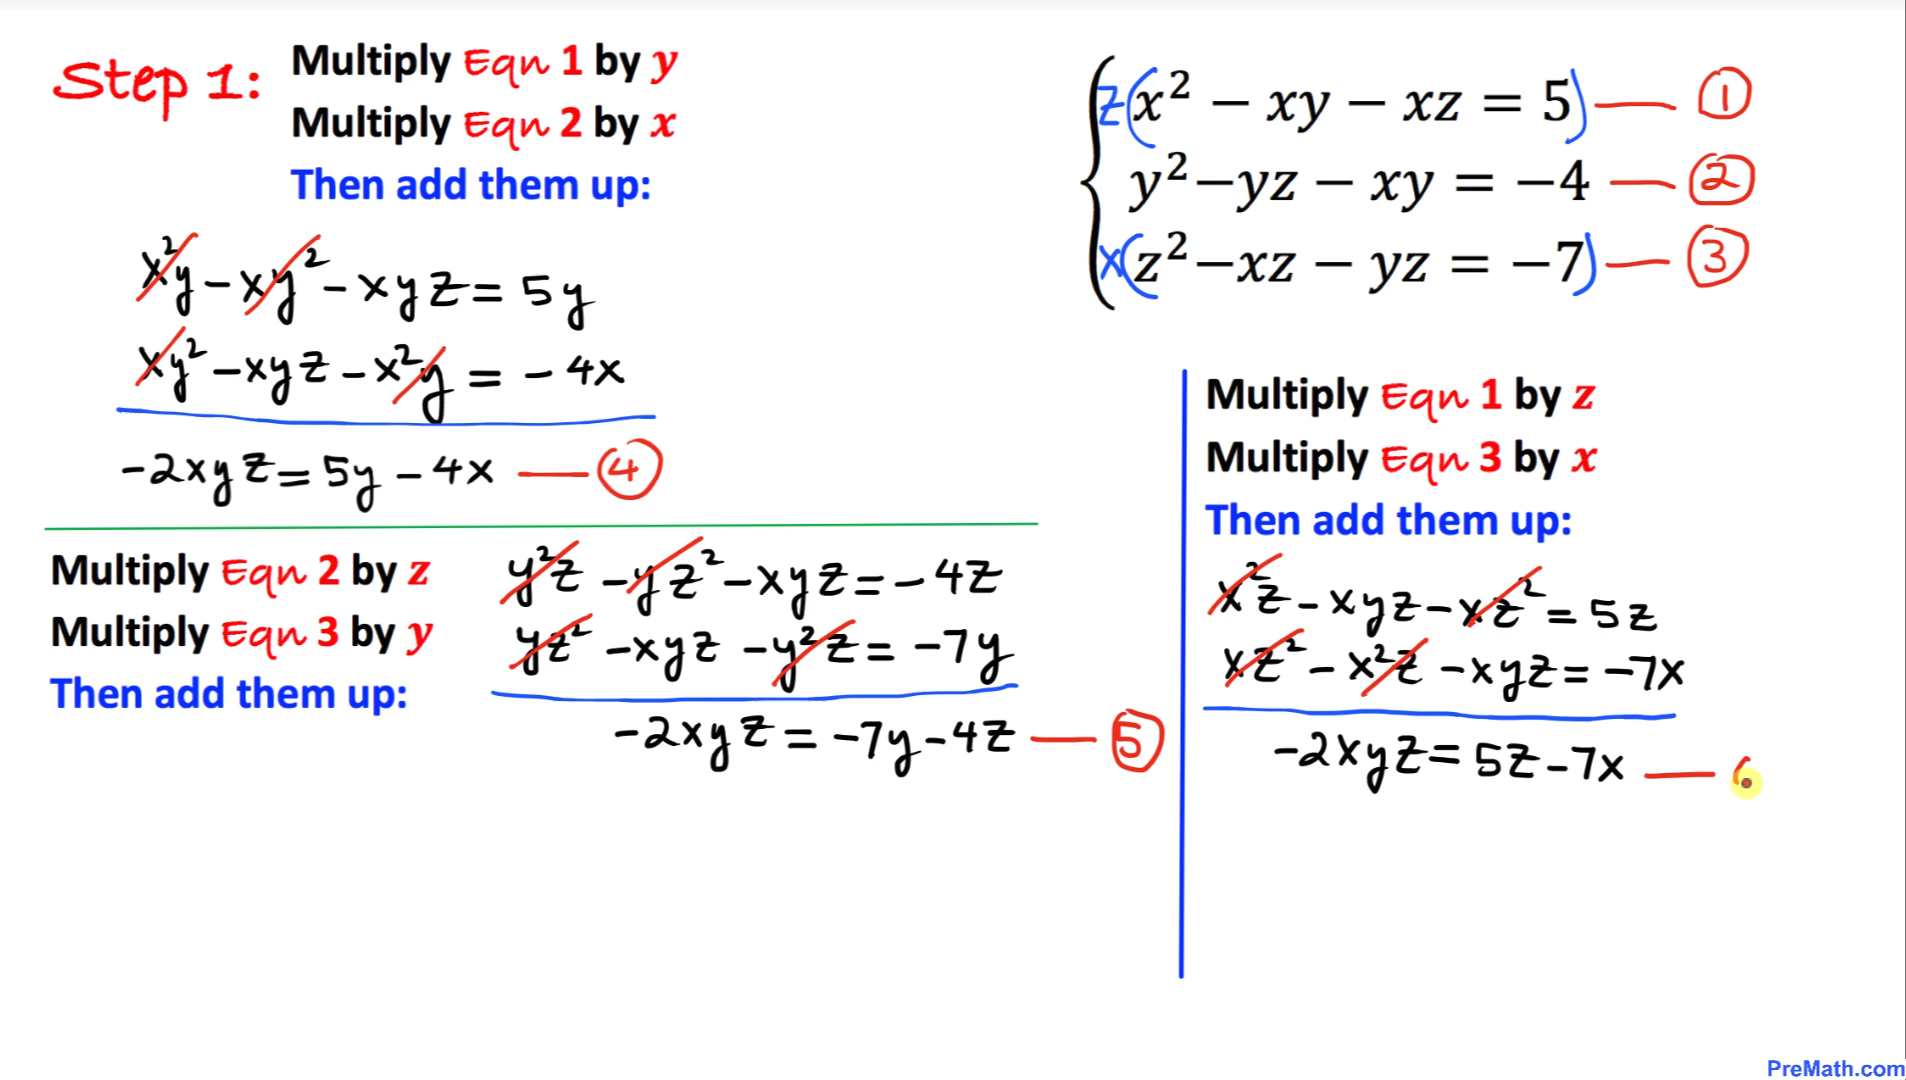 Step 1:
Multiply Eqn 1 by y
Multiply Eqn 2 by x
Then add them up:
x²y - xy² - xyz = 5y
xy² - xyz - x²y = - 4x
-2xyz = 5y - 4x — ④
z(x² − xy − xz = 5) — ①
y² − yz − xy = −4 — ②
x(z² − xz − yz = −7) — ③
Multiply Eqn 2 by z
Multiply Eqn 3 by y
Then add them up:
y²z - yz² - xyz = - 4z
yz² - xyz - y²z = -7y
-2xyz = -7y - 4z — ⑤
Multiply Eqn 1 by z
Multiply Eqn 3 by x
Then add them up:
x²z - xyz - xz² = 5z
xz² - x²z - xyz = -7x
-2xyz = 5z - 7x —
PreMath.com